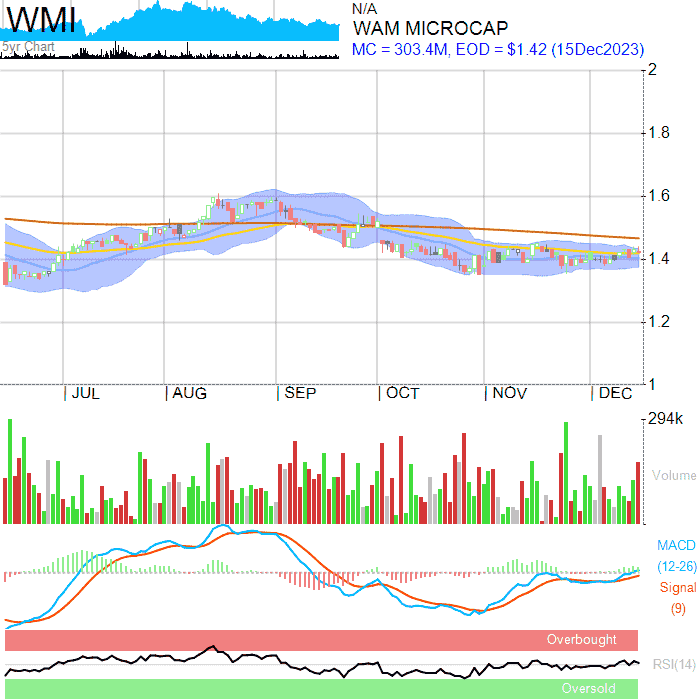 WMI
5yr Chart
N/A
WAM MICROCAP
MC = 303.4M, EOD = $1.42 (15Dec2023)
2
1.8
1.6
1.4
1.2
1
JUL AUG SEP OCT NOV DEC
294k
Volume
MACD
(12-26)
Signal
(9)
Overbought
RSI(14)
Oversold